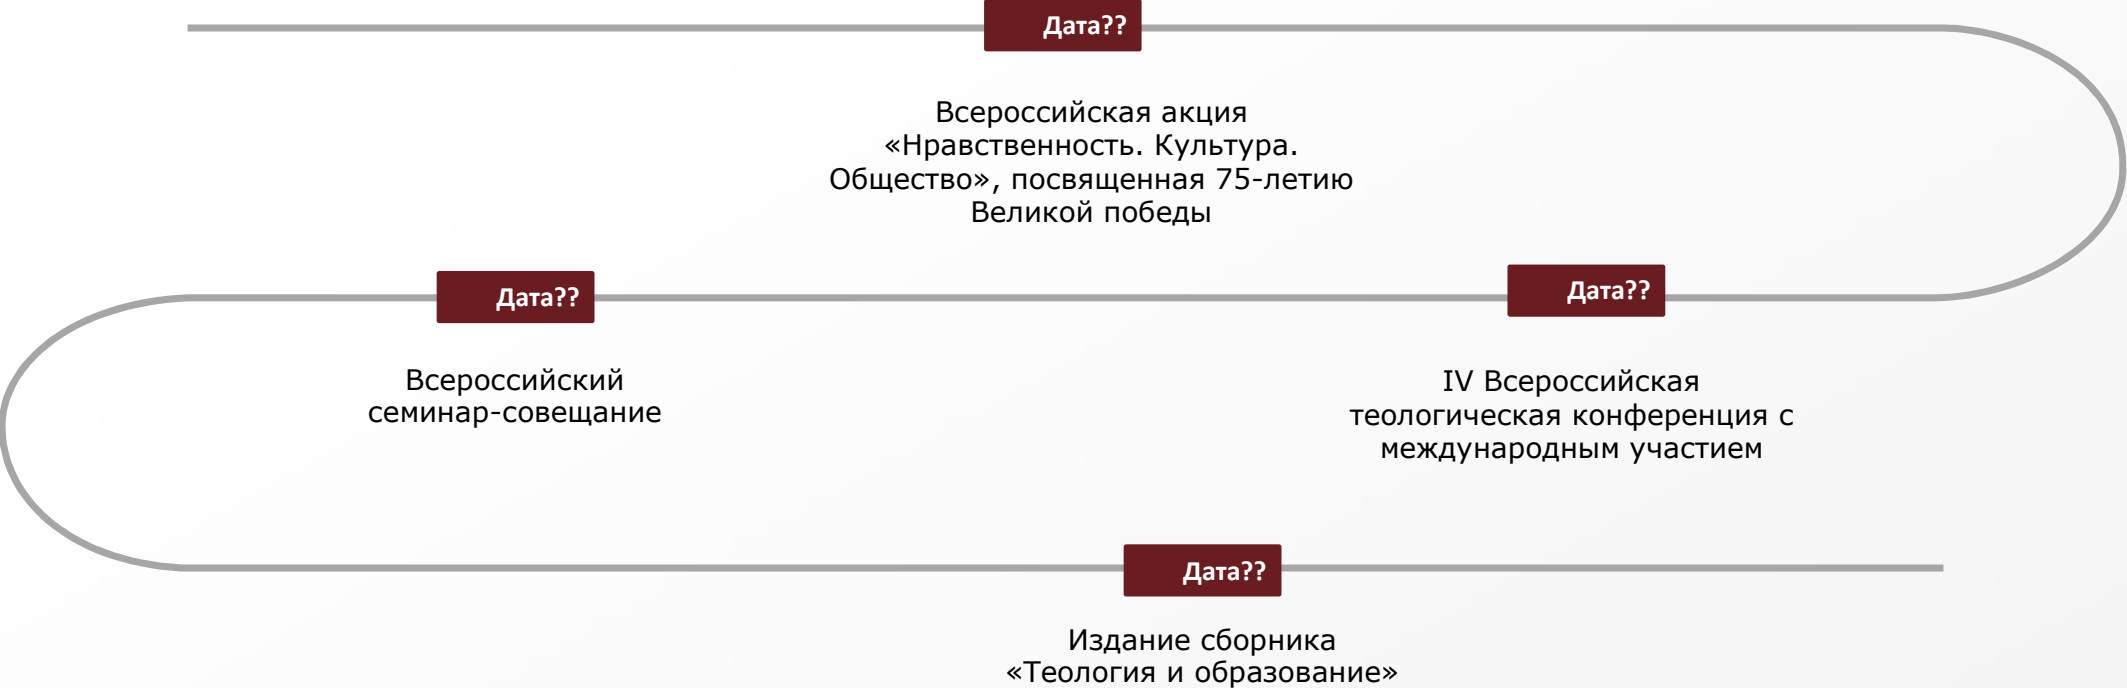 Дата??
Всероссийская акция
«Нравственность. Культура.
Общество», посвященная 75-летию
Великой победы
Дата??
Всероссийский
семинар-совещание
Дата??
IV Всероссийская
теологическая конференция с
международным участием
Дата??
Издание сборника
«Теология и образование»